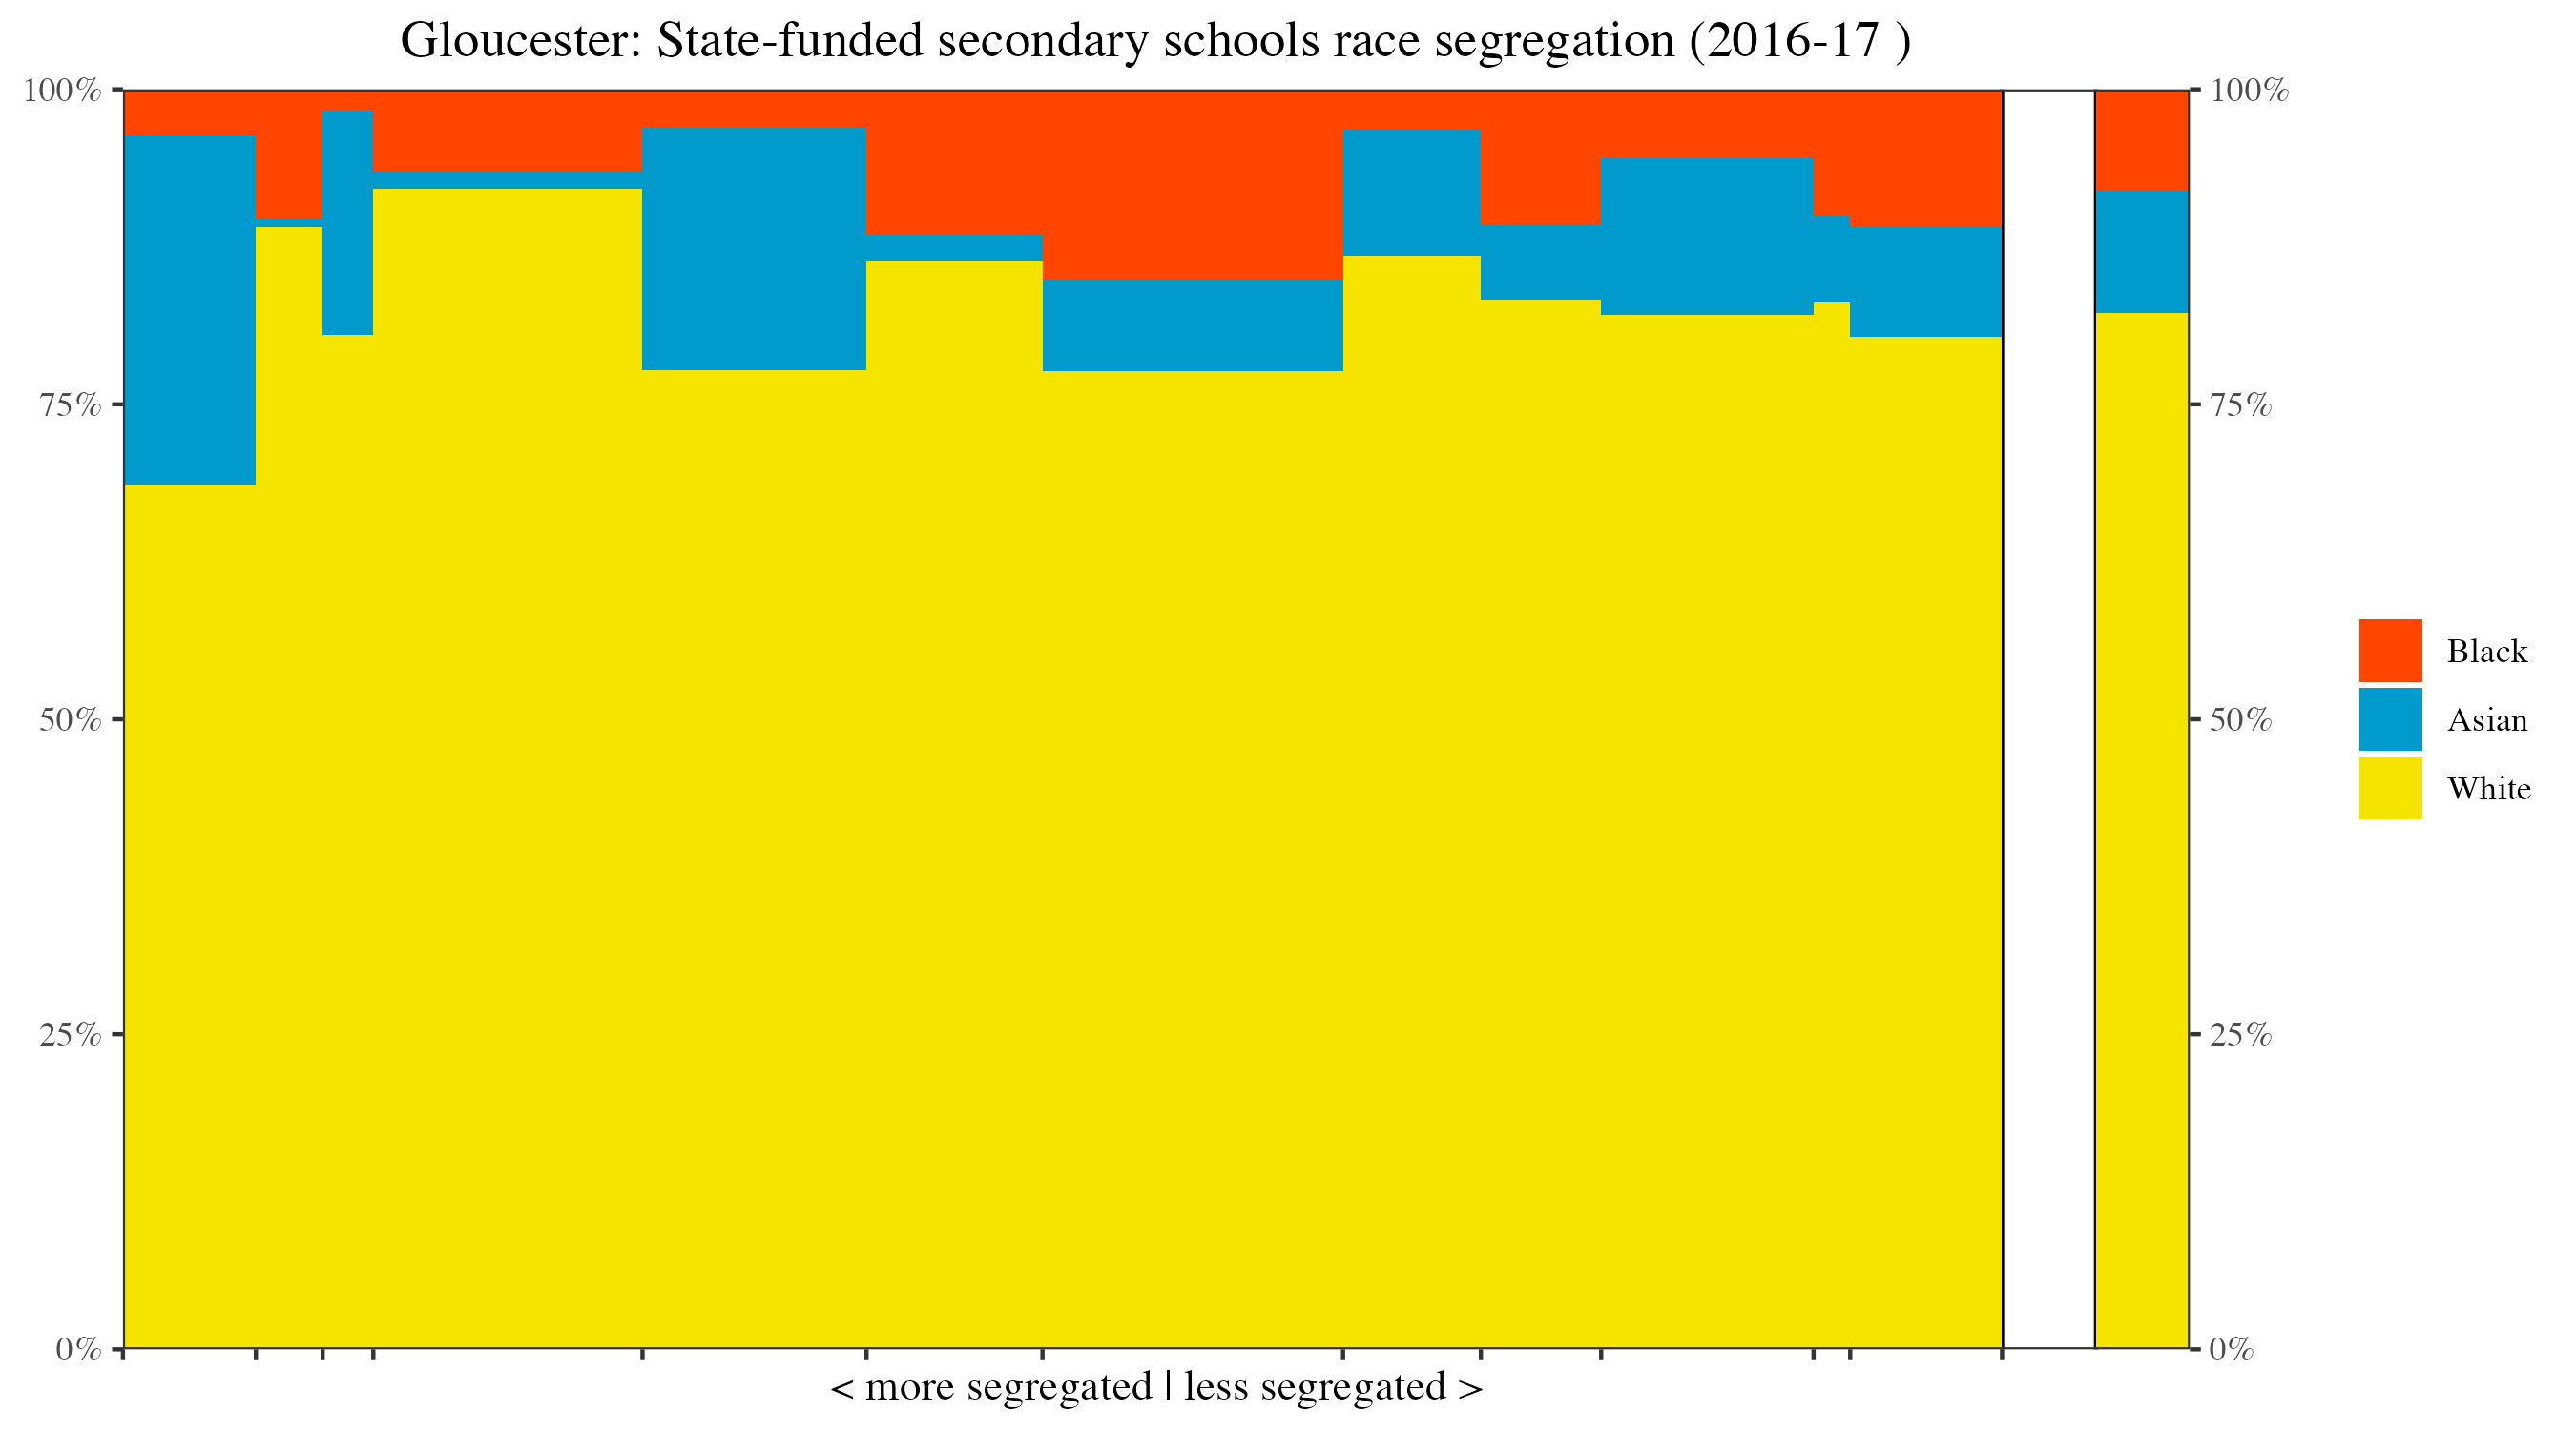 Gloucester: State-funded secondary schools race segregation (2016-17 )
100%
75%
50%
25%
0%
100%
75%
50%
25%
0%
Black
Asian
White
< more segregated | less segregated >